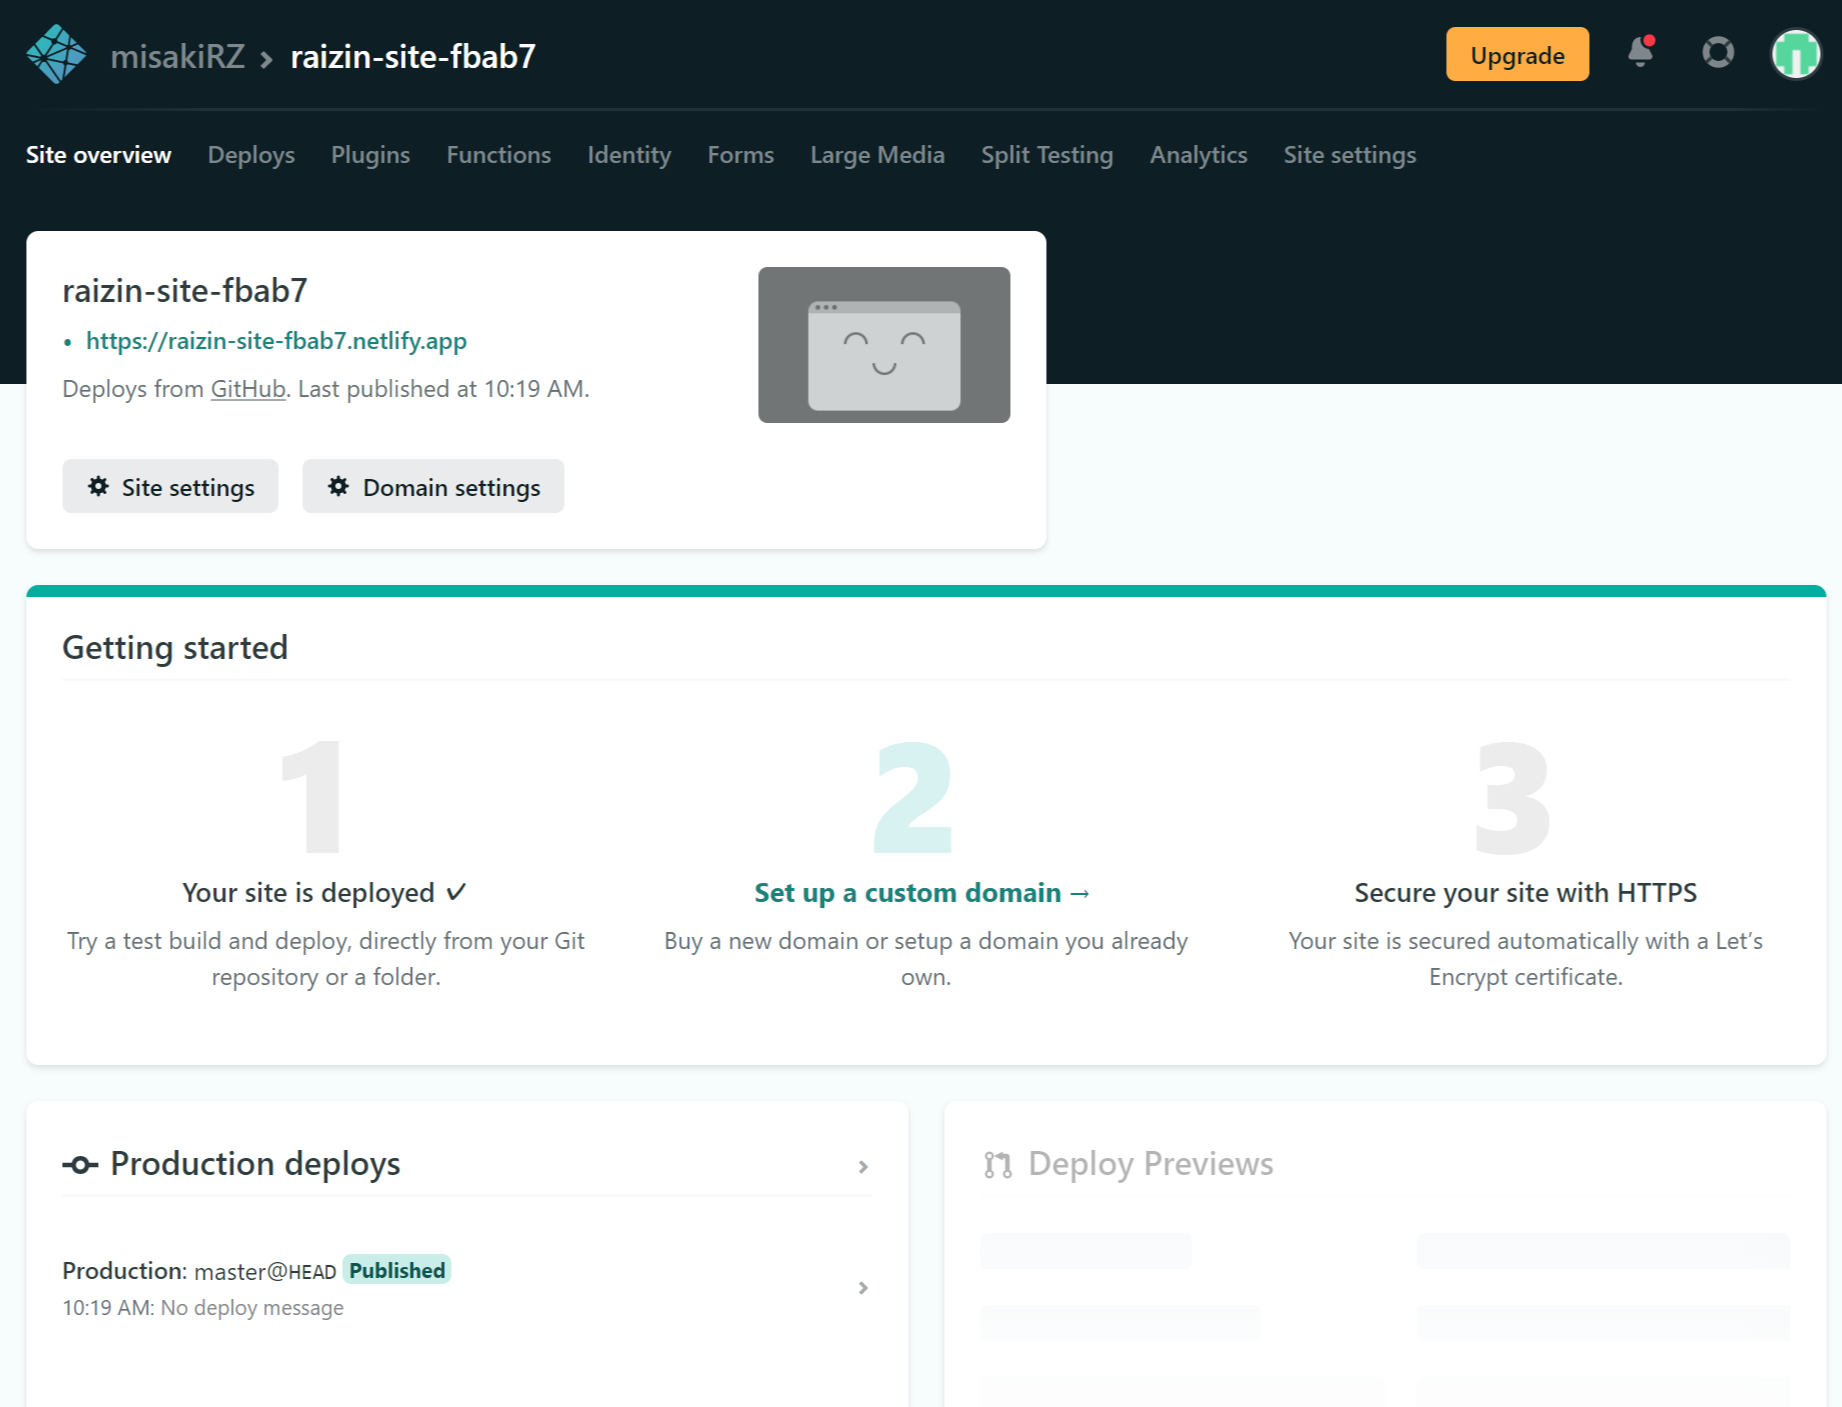 misakiRZ > raizin-site-fbab7
Upgrade
Site overview Deploys Plugins Functions Identity Forms Large Media Split Testing Analytics Site settings
raizin-site-fbab7
• https://raizin-site-fbab7.netlify.app
Deploys from GitHub. Last published at 10:19 AM.
Site settings Domain settings
Getting started
1
Your site is deployed ✓
Try a test build and deploy, directly from your Git
repository or a folder.
2
Set up a custom domain →
Buy a new domain or setup a domain you already
own.
3
Secure your site with HTTPS
Your site is secured automatically with a Let’s
Encrypt certificate.
Production deploys
Production: master@HEAD Published
10:19 AM: No deploy message
Deploy Previews